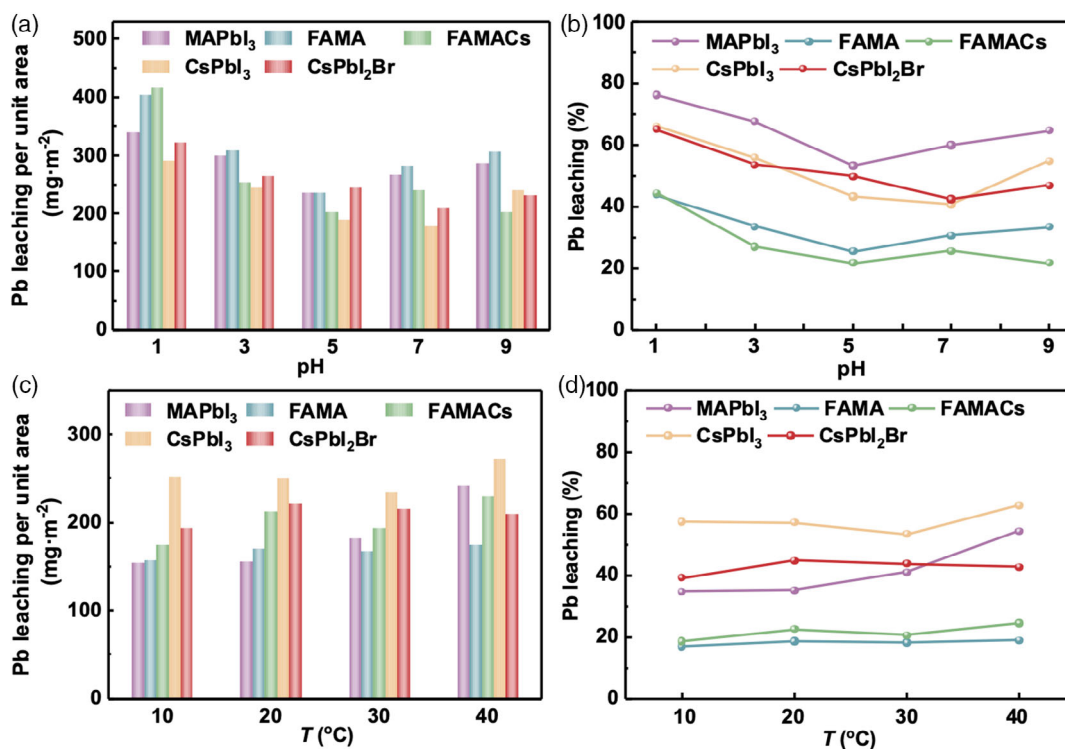 (a)
Pb leaching per unit area
(mg·m⁻²)
500
400
300
200
100
0
MAPbI₃ FAMA FAMACs
CsPbI₃ CsPbI₂Br
1 3 5 7 9
pH
(b)
Pb leaching (%)
100
80
60
40
20
0
MAPbI₃ FAMA FAMACs
CsPbI₃ CsPbI₂Br
1 3 5 7 9
pH
(c)
Pb leaching per unit area
(mg·m⁻²)
300
200
100
0
MAPbI₃ FAMA FAMACs
CsPbI₃ CsPbI₂Br
10 20 30 40
T (°C)
(d)
Pb leaching (%)
100
80
60
40
20
0
MAPbI₃ FAMA FAMACs
CsPbI₃ CsPbI₂Br
10 20 30 40
T (°C)